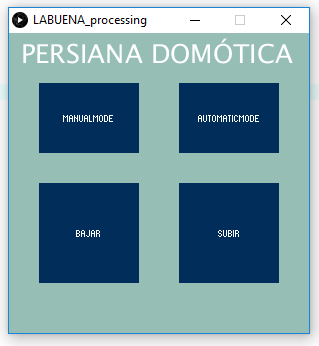 LABUENA_processing
PERSIANA DOMÓTICA
MANUALMODE AUTOMATICMODE
BAJAR SUBIR